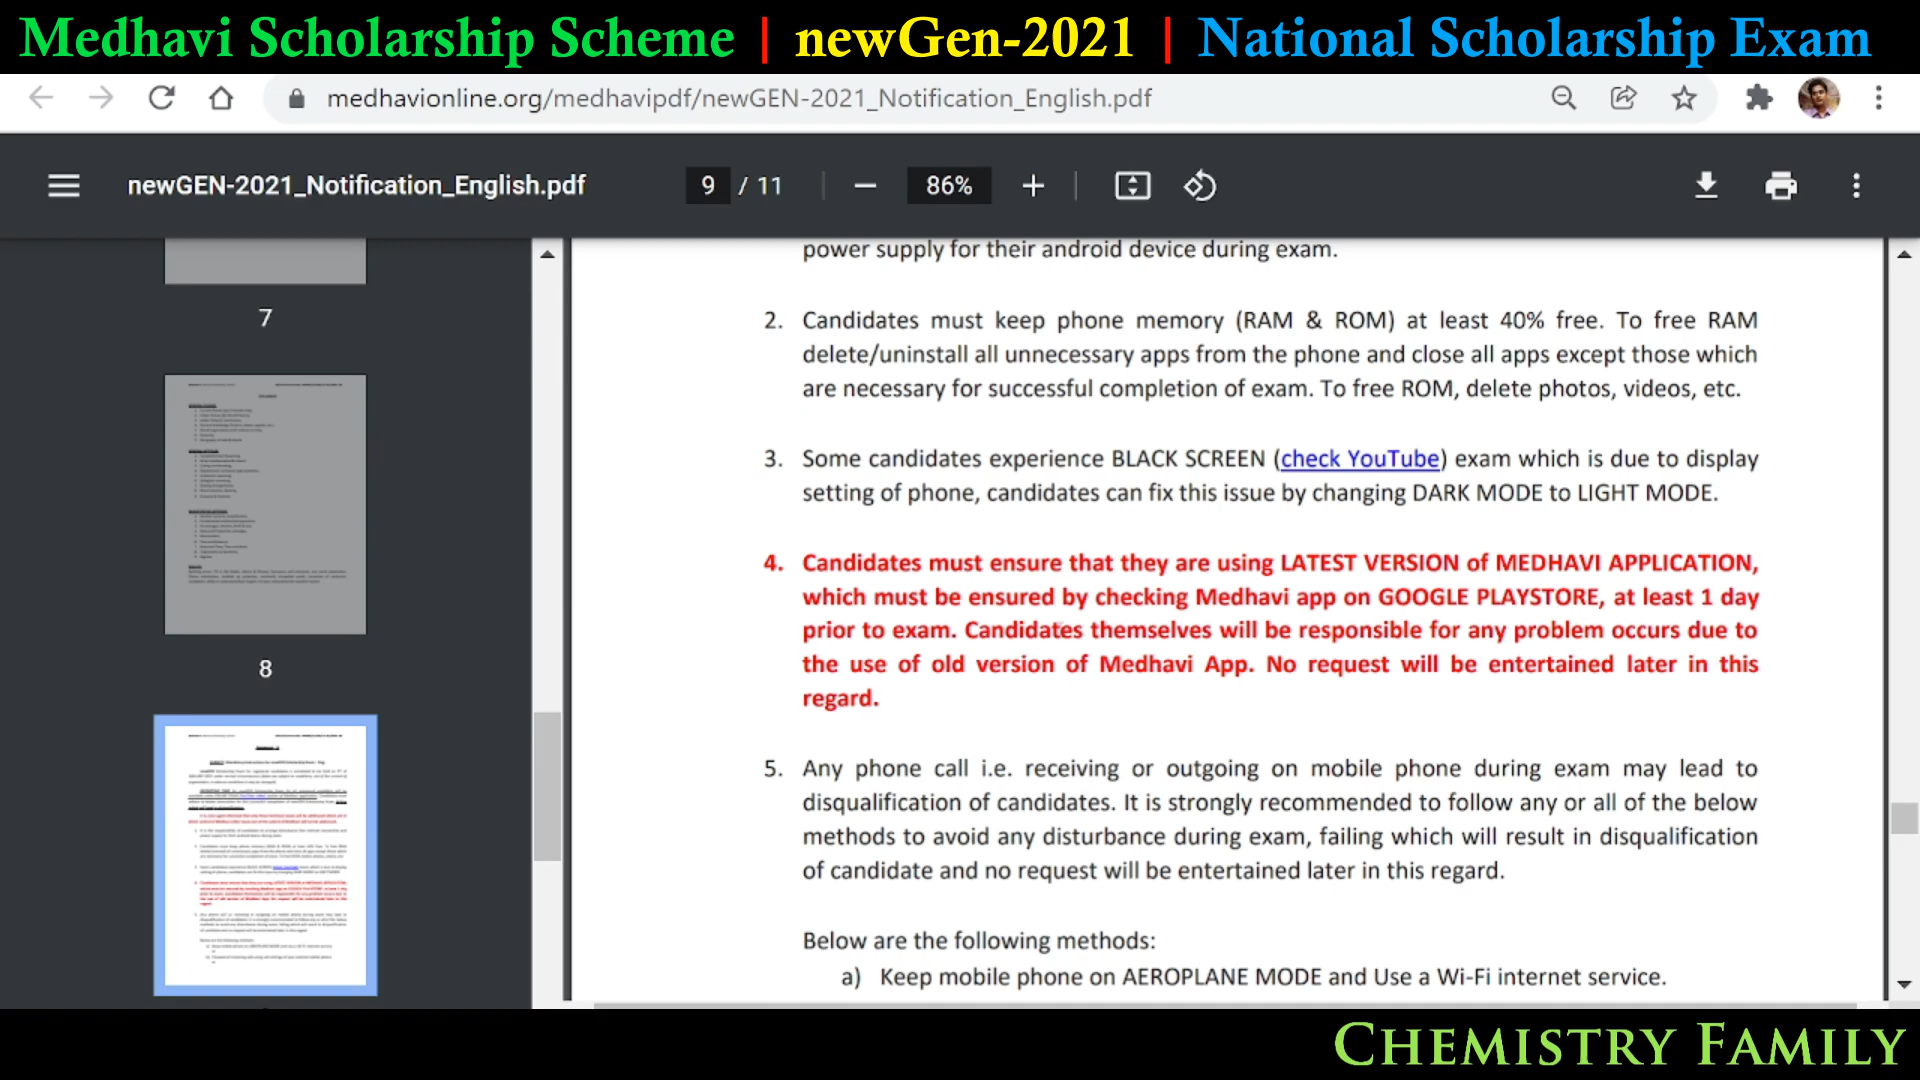 Medhavi Scholarship Scheme | newGen-2021 | National Scholarship Exam
medhavionline.org/medhavipdf/newGEN-2021_Notification_English.pdf
newGEN-2021_Notification_English.pdf
9 / 11
86%
7
8
power supply for their android device during exam.
2. Candidates must keep phone memory (RAM & ROM) at least 40% free. To free RAM
delete/uninstall all unnecessary apps from the phone and close all apps except those which
are necessary for successful completion of exam. To free ROM, delete photos, videos, etc.
3. Some candidates experience BLACK SCREEN (check YouTube) exam which is due to display
setting of phone, candidates can fix this issue by changing DARK MODE to LIGHT MODE.
4. Candidates must ensure that they are using LATEST VERSION of MEDHAVI APPLICATION,
which must be ensured by checking Medhavi app on GOOGLE PLAYSTORE, at least 1 day
prior to exam. Candidates themselves will be responsible for any problem occurs due to
the use of old version of Medhavi App. No request will be entertained later in this
regard.
5. Any phone call i.e. receiving or outgoing on mobile phone during exam may lead to
disqualification of candidates. It is strongly recommended to follow any or all of the below
methods to avoid any disturbance during exam, failing which will result in disqualification
of candidate and no request will be entertained later in this regard.
Below are the following methods:
a) Keep mobile phone on AEROPLANE MODE and Use a Wi-Fi internet service.
CHEMISTRY FAMILY